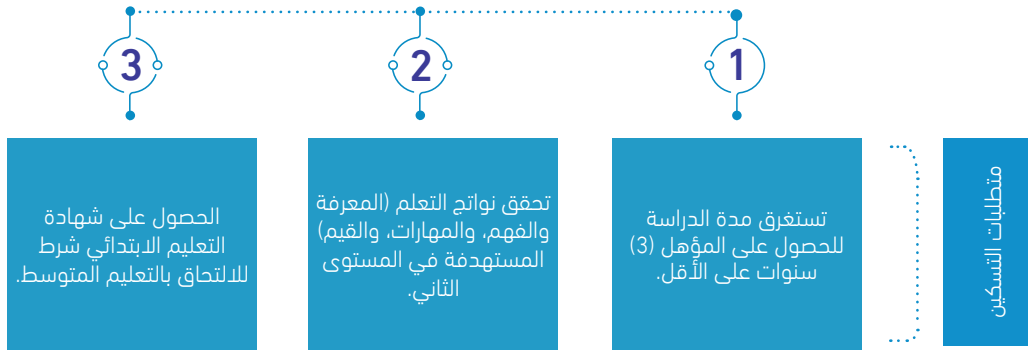 متطلبات التسكين
1
تستغرق مدة الدراسة
للحصول على المؤهل (3)
سنوات على الأقل.
2
تحقق نواتج التعلم (المعرفة
والفهم، والمهارات، والقيم)
المستهدفة في المستوى
الثاني.
3
الحصول على شهادة
التعليم الابتدائي شرط
للالتحاق بالتعليم المتوسط.